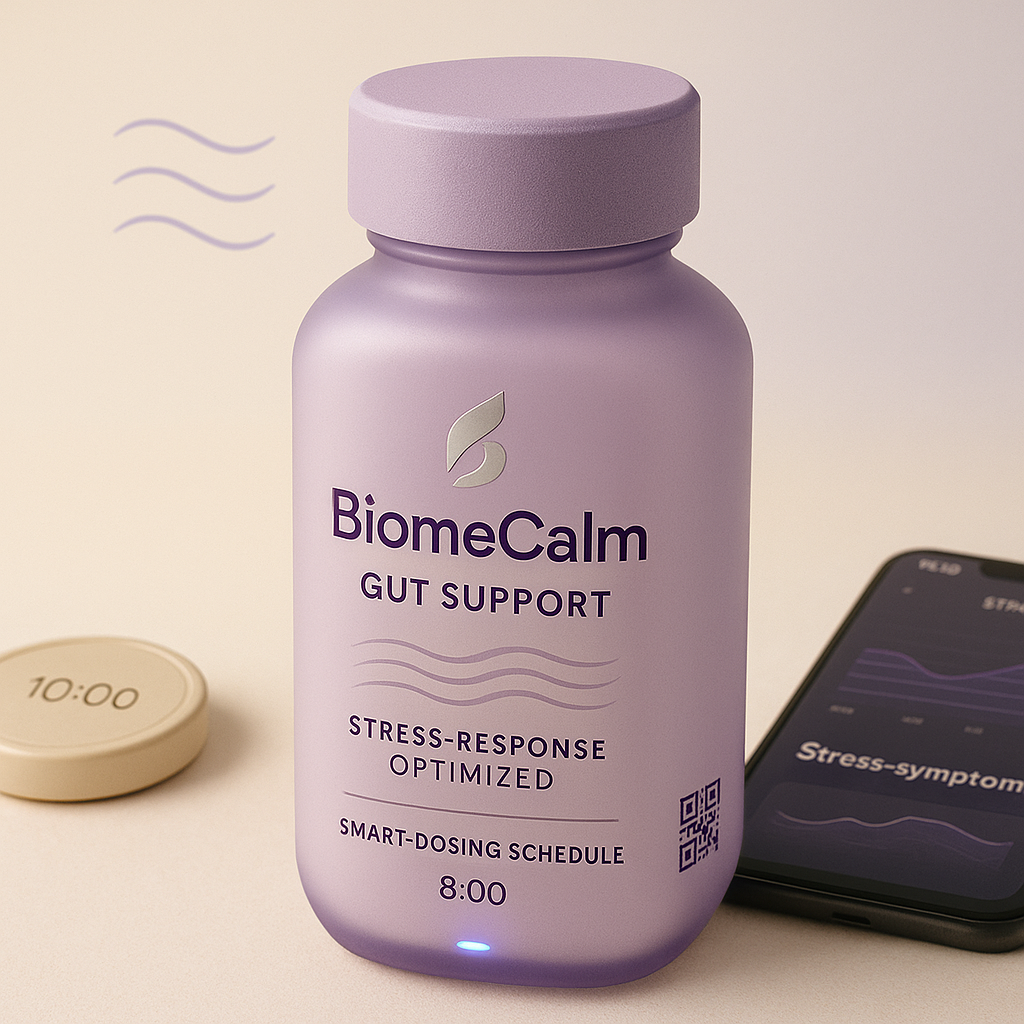 BiomeCalm
GUT SUPPORT
STRESS-RESPONSE
OPTIMIZED
SMART-DOSING SCHEDULE
8:00
10:00
Stress-symptom